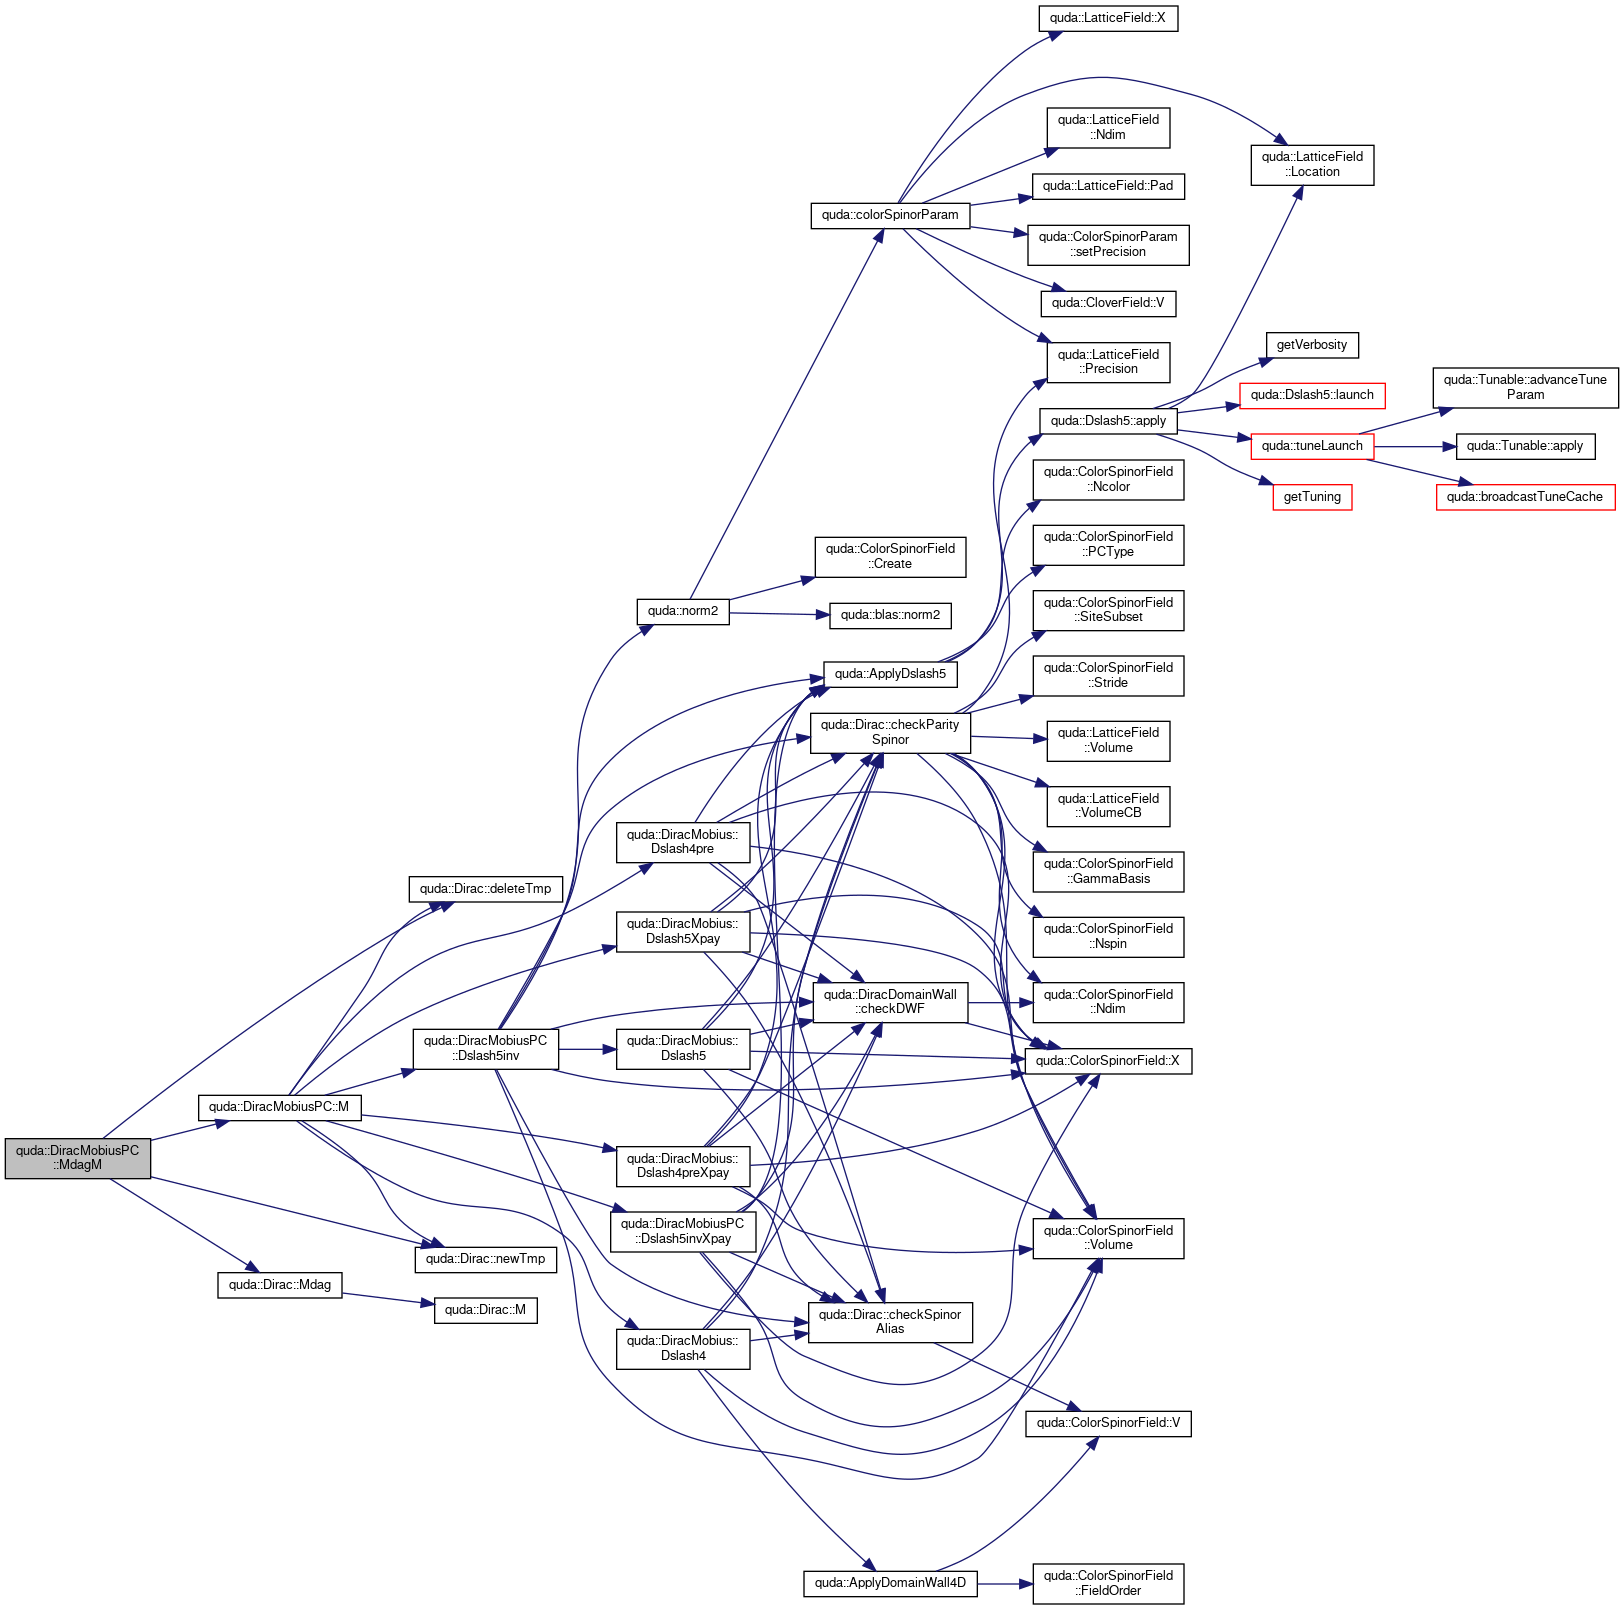 quda::DiracMobiusPC
::MdagM
quda::Dirac::deleteTmp
quda::DiracMobiusPC::M
quda::Dirac::newTmp
quda::Dirac::Mdag
quda::Dirac::M
quda::DiracMobiusPC
::Dslash5inv
quda::norm2
quda::DiracMobius::
Dslash4pre
quda::DiracMobius::
Dslash5Xpay
quda::DiracMobius::
Dslash5
quda::DiracMobius::
Dslash4preXpay
quda::DiracMobiusPC
::Dslash5invXpay
quda::DiracMobius::
Dslash4
quda::colorSpinorParam
quda::ColorSpinorField
::Create
quda::blas::norm2
quda::ApplyDslash5
quda::Dirac::checkParity
Spinor
quda::DiracDomainWall
::checkDWF
quda::Dirac::checkSpinor
Alias
quda::ApplyDomainWall4D
quda::LatticeField::X
quda::LatticeField
::Ndim
quda::LatticeField::Pad
quda::ColorSpinorParam
::setPrecision
quda::CloverField::V
quda::LatticeField
::Precision
quda::Dslash5::apply
quda::ColorSpinorField
::Ncolor
quda::ColorSpinorField
::PCType
quda::ColorSpinorField
::SiteSubset
quda::ColorSpinorField
::Stride
quda::LatticeField
::Volume
quda::LatticeField
::VolumeCB
quda::ColorSpinorField
::GammaBasis
quda::ColorSpinorField
::Nspin
quda::ColorSpinorField
::Ndim
quda::ColorSpinorField::X
quda::ColorSpinorField
::Volume
quda::ColorSpinorField::V
quda::ColorSpinorField
::FieldOrder
quda::LatticeField
::Location
getVerbosity
quda::Dslash5::launch
quda::tuneLaunch
getTuning
quda::Tunable::advanceTune
Param
quda::Tunable::apply
quda::broadcastTuneCache